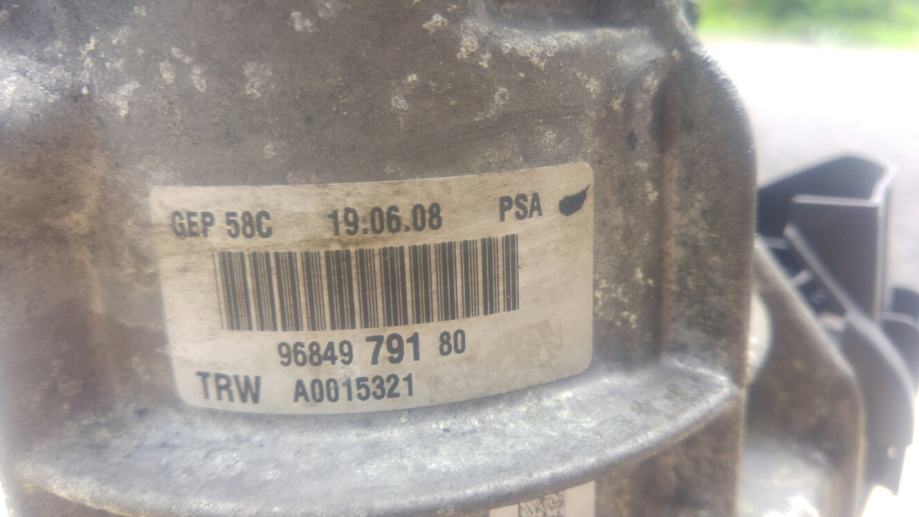 GEP 58C 19.06.08 PSA
96849 791 80
TRW A0015321